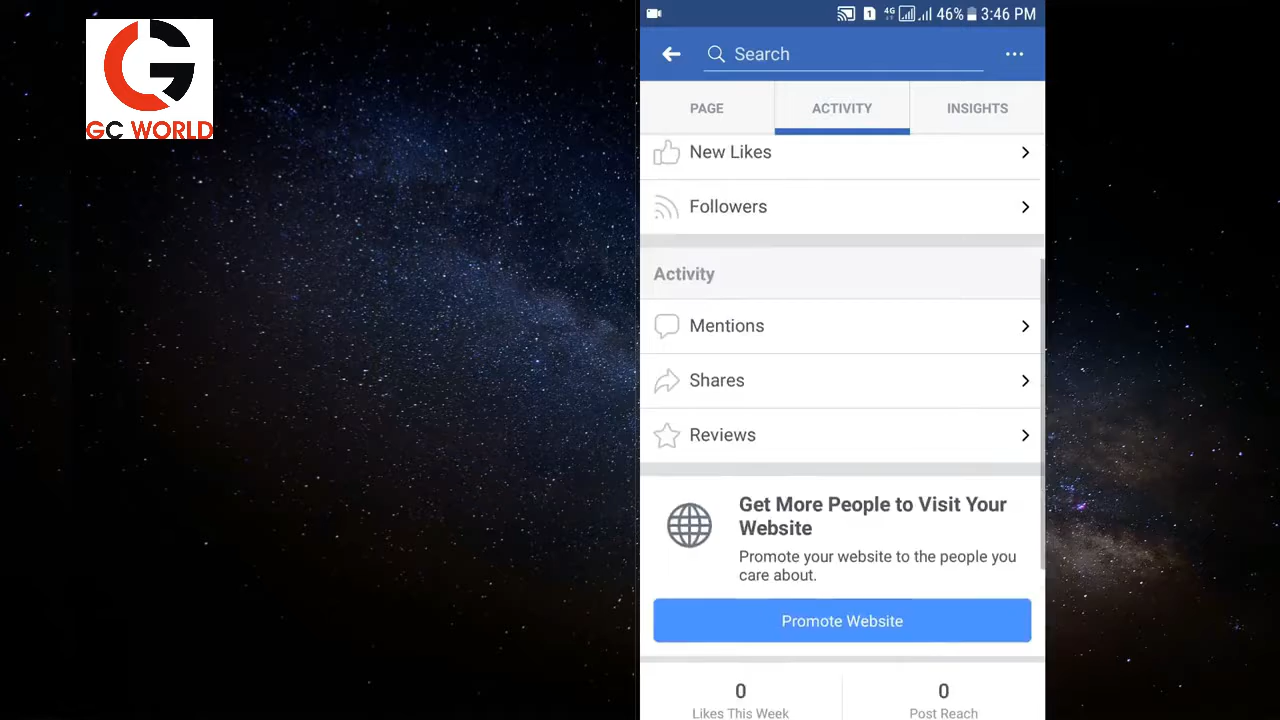 GC WORLD
1 4G 46% 3:46 PM
Search
PAGE
ACTIVITY
INSIGHTS
New Likes
Followers
Activity
Mentions
Shares
Reviews
Get More People to Visit Your
Website
Promote your website to the people you
care about.
Promote Website
0
Likes This Week
0
Post Reach